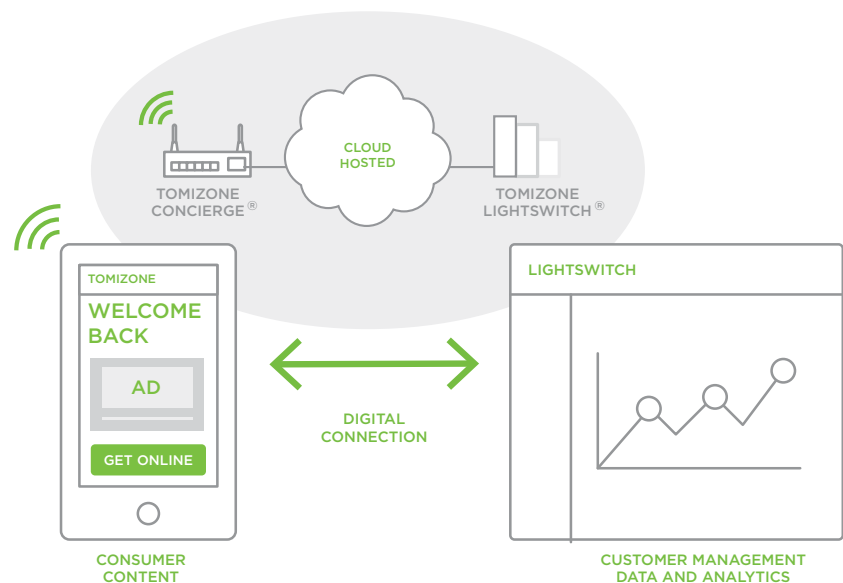 CLOUD
HOSTED
TOMIZONE
CONCIERGE®
TOMIZONE
LIGHTSWITCH®
TOMIZONE
WELCOME
BACK
AD
GET ONLINE
LIGHTSWITCH
DIGITAL
CONNECTION
CONSUMER
CONTENT
CUSTOMER MANAGEMENT
DATA AND ANALYTICS